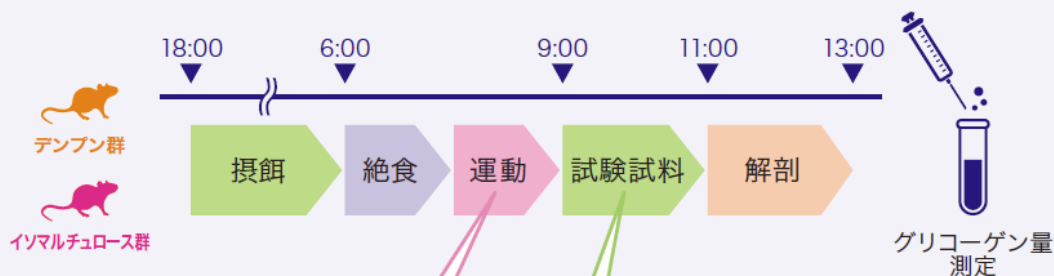 18:00 6:00 9:00 11:00 13:00
デンプン群
摂餌 絶食 運動 試験試料 解剖
イソマルチュロース群
グリコーゲン量
測定